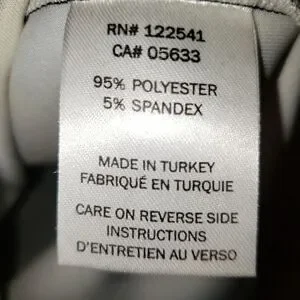 RN# 122541
CA# 05633
95% POLYESTER
5% SPANDEX
MADE IN TURKEY
FABRIQUÉ EN TURQUIE
CARE ON REVERSE SIDE
INSTRUCTIONS
D'ENTRETIEN AU VERSO